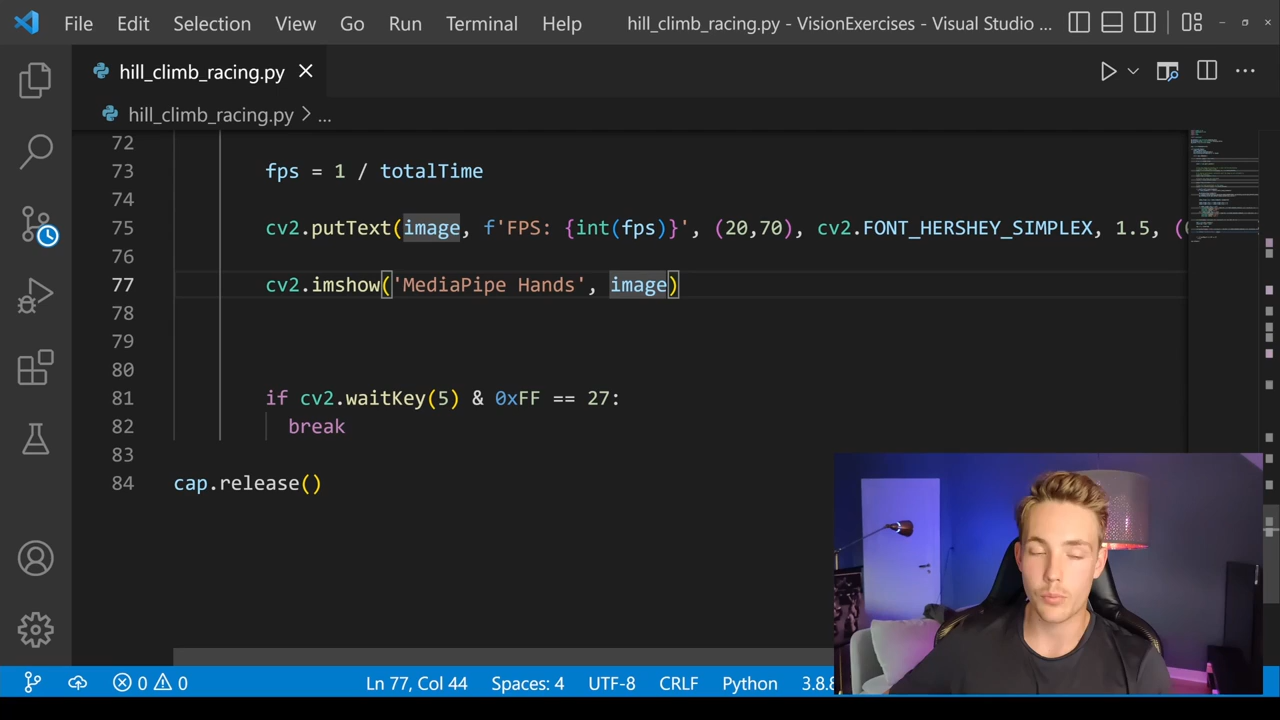 File Edit Selection View Go Run Terminal Help hill_climb_racing.py - VisionExercises - Visual Studio ...
hill_climb_racing.py
hill_climb_racing.py > ...
72
73 fps = 1 / totalTime
74
75 cv2.putText(image, f'FPS: {int(fps)}', (20,70), cv2.FONT_HERSHEY_SIMPLEX, 1.5, (
76
77 cv2.imshow('MediaPipe Hands', image)
78
79
80
81 if cv2.waitKey(5) & 0xFF == 27:
82 break
83
84 cap.release()
0 0 Ln 77, Col 44 Spaces: 4 UTF-8 CRLF Python 3.8.8